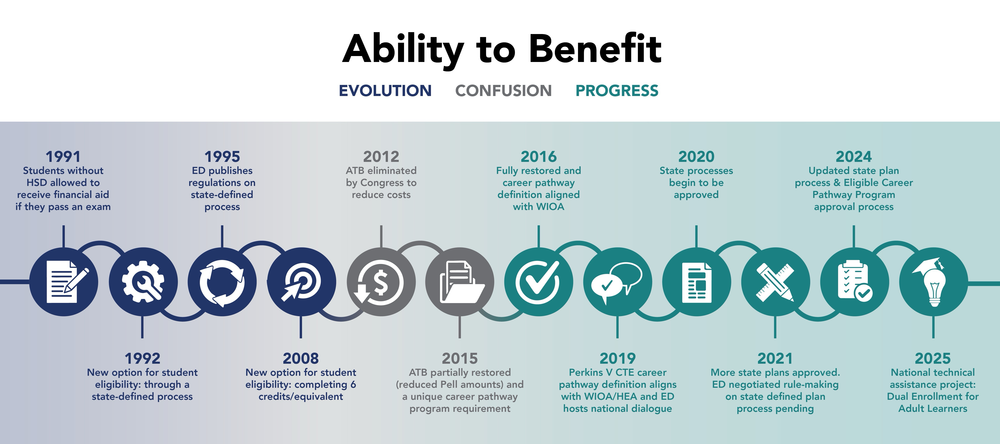 Ability to Benefit
EVOLUTION CONFUSION PROGRESS
1991
Students without
HSD allowed to
receive financial aid
if they pass an exam
1992
New option for student
eligibility: through a
state-defined process
1995
ED publishes
regulations on
state-defined
process
2008
New option for student
eligibility: completing 6
credits/equivalent
2012
ATB eliminated
by Congress to
reduce costs
2015
ATB partially restored
(reduced Pell amounts) and
a unique career pathway
program requirement
2016
Fully restored and
career pathway
definition aligned
with WIOA
2019
Perkins V CTE career
pathway definition aligns
with WIOA/HEA and ED
hosts national dialogue
2020
State processes
begin to be
approved
2021
More state plans approved.
ED negotiated rule-making
on state defined plan
process pending
2024
Updated state plan
process & Eligible Career
Pathway Program
approval process
2025
National technical
assistance project:
Dual Enrollment for
Adult Learners
$